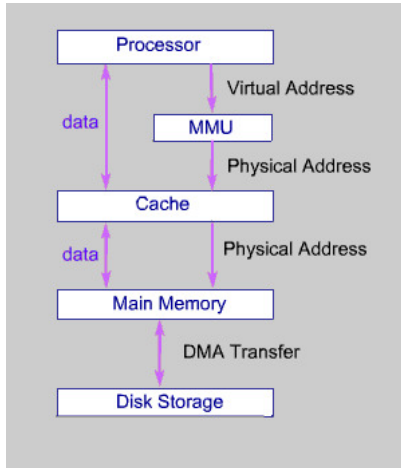 Processor
Virtual Address
data
MMU
Physical Address
Cache
data
Physical Address
Main Memory
DMA Transfer
Disk Storage